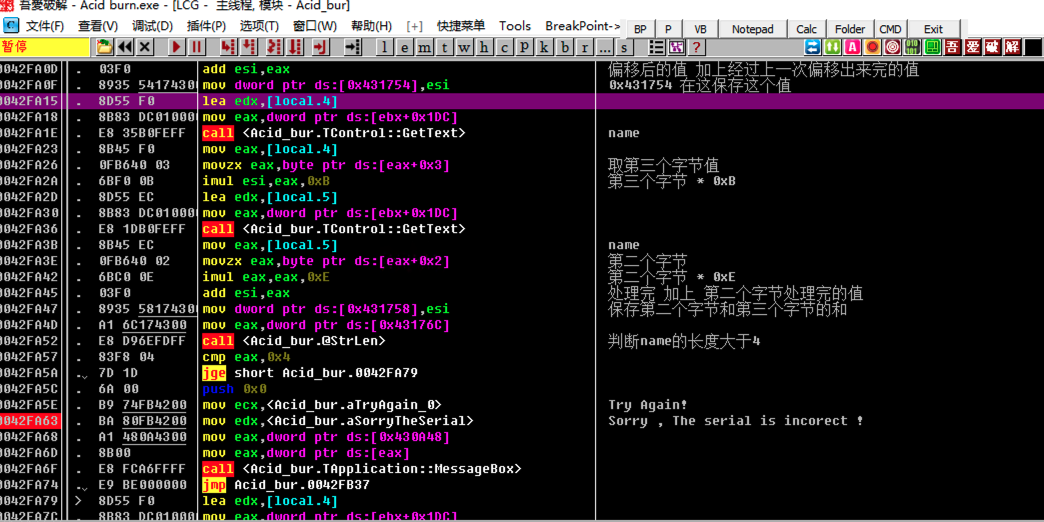 吾愛破解 - Acid burn.exe - [LCG - 主线程, 模块 - Acid_bur]
文件(F) 查看(V) 调试(D) 插件(P) 选项(T) 窗口(W) 帮助(H) [+] 快捷菜单 Tools BreakPoint-> BP P VB Notepad Calc Folder CMD Exit
暂停 l e m t w h c p k b r ... s ? 吾 爱 破 解
0042FA0D . 03F0 add esi,eax 偏移后的值 加上经过上一次偏移出来完的值
0042FA0F . 8935 54174300 mov dword ptr ds:[0x431754],esi 0x431754 在这保存这个值
0042FA15 . 8D55 F0 lea edx,[local.4]
0042FA18 . 8B83 DC010000 mov eax,dword ptr ds:[ebx+0x1DC]
0042FA1E . E8 35B0FEFF call <Acid_bur.TControl::GetText> name
0042FA23 . 8B45 F0 mov eax,[local.4]
0042FA26 . 0FB640 03 movzx eax,byte ptr ds:[eax+0x3] 取第三个字节值
0042FA2A . 6BF0 0B imul esi,eax,0xB 第三个字节 * 0xB
0042FA2D . 8D55 EC lea edx,[local.5]
0042FA30 . 8B83 DC010000 mov eax,dword ptr ds:[ebx+0x1DC]
0042FA36 . E8 1DB0FEFF call <Acid_bur.TControl::GetText>
0042FA3B . 8B45 EC mov eax,[local.5] name
0042FA3E . 0FB640 02 movzx eax,byte ptr ds:[eax+0x2] 第二个字节
0042FA42 . 6BC0 0E imul eax,eax,0xE 第二个字节 * 0xE
0042FA45 . 03F0 add esi,eax 处理完 加上 第二个字节处理完的值
0042FA47 . 8935 58174300 mov dword ptr ds:[0x431758],esi 保存第二个字节和第三个字节的和
0042FA4D . A1 6C174300 mov eax,dword ptr ds:[0x43176C]
0042FA52 . E8 D96EFDFF call <Acid_bur.@StrLen> 判断name的长度大于4
0042FA57 . 83F8 04 cmp eax,0x4
0042FA5A . 7D 1D jge short Acid_bur.0042FA79
0042FA5C . 6A 00 push 0x0
0042FA5E . B9 74FB4200 mov ecx,<Acid_bur.aTryAgain_0> Try Again!
0042FA63 . BA 80FB4200 mov edx,<Acid_bur.aSorryTheSerial> Sorry , The serial is incorect !
0042FA68 . A1 480A4300 mov eax,dword ptr ds:[0x430A48]
0042FA6D . 8B00 mov eax,dword ptr ds:[eax]
0042FA6F . E8 FCA6FFFF call <Acid_bur.TApplication::MessageBox>
0042FA74 . E9 BE000000 jmp Acid_bur.0042FB37
0042FA79 > 8D55 F0 lea edx,[local.4]
0042FA7C . 8B83 DC010000 mov eax,dword ptr ds:[ebx+0x1DC]